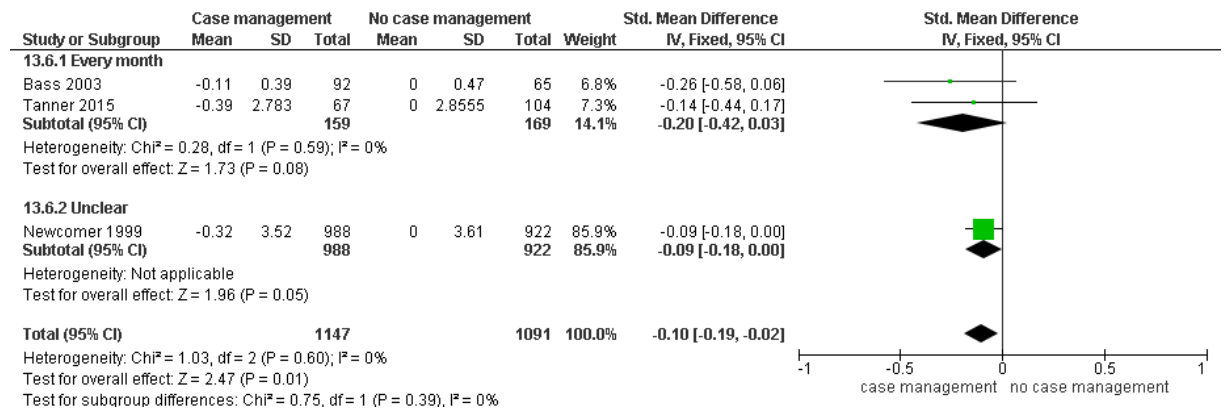 Case management No case management Std. Mean Difference Std. Mean Difference
Study or Subgroup Mean SD Total Mean SD Total Weight IV, Fixed, 95% CI IV, Fixed, 95% CI
13.6.1 Every month
Bass 2003 -0.11 0.39 92 0 0.47 65 6.8% -0.26 [-0.58, 0.06]
Tanner 2015 -0.39 2.783 67 0 2.8555 104 7.3% -0.14 [-0.44, 0.17]
Subtotal (95% CI) 159 169 14.1% -0.20 [-0.42, 0.03]
Heterogeneity: Chi² = 0.28, df = 1 (P = 0.59); I² = 0%
Test for overall effect: Z = 1.73 (P = 0.08)
13.6.2 Unclear
Newcomer 1999 -0.32 3.52 988 0 3.61 922 85.9% -0.09 [-0.18, 0.00]
Subtotal (95% CI) 988 922 85.9% -0.09 [-0.18, 0.00]
Heterogeneity: Not applicable
Test for overall effect: Z = 1.96 (P = 0.05)
Total (95% CI) 1147 1091 100.0% -0.10 [-0.19, -0.02]
Heterogeneity: Chi² = 1.03, df = 2 (P = 0.60); I² = 0%
Test for overall effect: Z = 2.47 (P = 0.01)
Test for subgroup differences: Chi² = 0.75, df = 1 (P = 0.39), I² = 0%
-1 -0.5 0 0.5 1
case management no case management